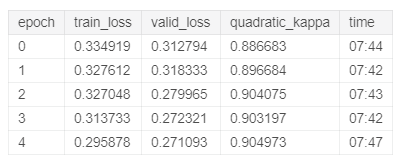 epoch train_loss valid_loss quadratic_kappa time
0 0.334919 0.312794 0.886683 07:44
1 0.327612 0.318333 0.896684 07:42
2 0.327048 0.279965 0.904075 07:43
3 0.313733 0.272321 0.903197 07:42
4 0.295878 0.271093 0.904973 07:47